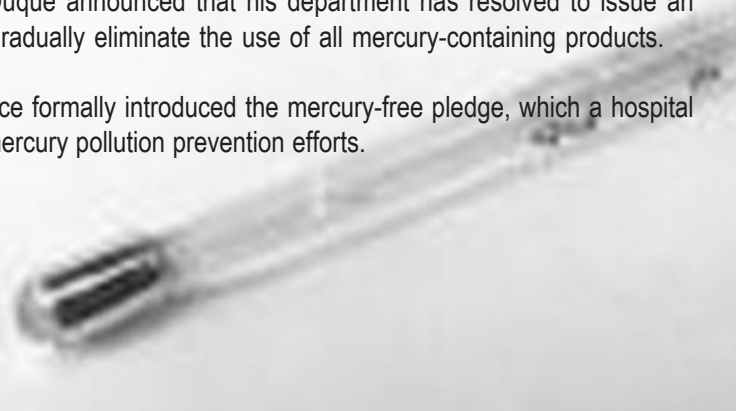 uque announced that his department has resolved to issue an
radually eliminate the use of all mercury-containing products.
ce formally introduced the mercury-free pledge, which a hospital
ercury pollution prevention efforts.